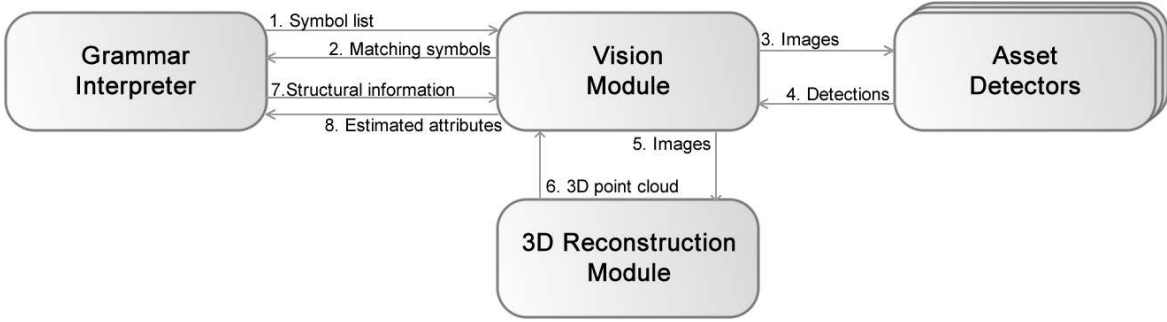 1. Symbol list
2. Matching symbols
7.Structural information
8. Estimated attributes
Grammar
Interpreter
Vision
Module
3. Images
4. Detections
Asset
Detectors
5. Images
6. 3D point cloud
3D Reconstruction
Module